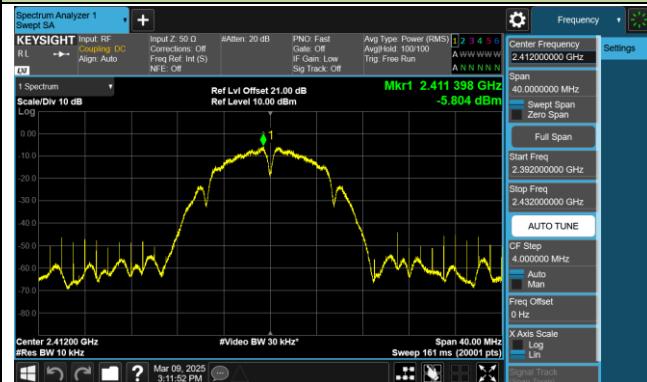 Spectrum Analyzer 1
Swept SA
+
Frequency
KEYSIGHT
RL
LXI
Input: RF
Coupling: DC
Align: Auto
Input Z: 50 Ω
Corrections: Off
Freq Ref: Int (S)
NFE: Off
#Atten: 20 dB
PNO: Fast
Gate: Off
IF Gain: Low
Sig Track: Off
Avg Type: Power (RMS)
Avg|Hold: 100/100
Trig: Free Run
1 2 3 4 5 6
A W W W W W
A N N N N N
Center Frequency
2.412000000 GHz
Settings
Span
40.0000000 MHz
Swept Span
Zero Span
Full Span
Start Freq
2.392000000 GHz
Stop Freq
2.432000000 GHz
AUTO TUNE
CF Step
4.000000 MHz
Auto
Man
Freq Offset
0 Hz
X Axis Scale
Log
Lin
Signal Track
1 Spectrum
Scale/Div 10 dB
Ref Lvl Offset 21.00 dB
Ref Level 10.00 dBm
Mkr1 2.411 398 GHz
-5.804 dBm
Log
1
0.00
-10.0
-20.0
-30.0
-40.0
-50.0
-60.0
-70.0
-80.0
Center 2.41200 GHz
#Res BW 10 kHz
#Video BW 30 kHz*
Span 40.00 MHz
Sweep 161 ms (20001 pts)
?
Mar 09, 2025
3:11:52 PM